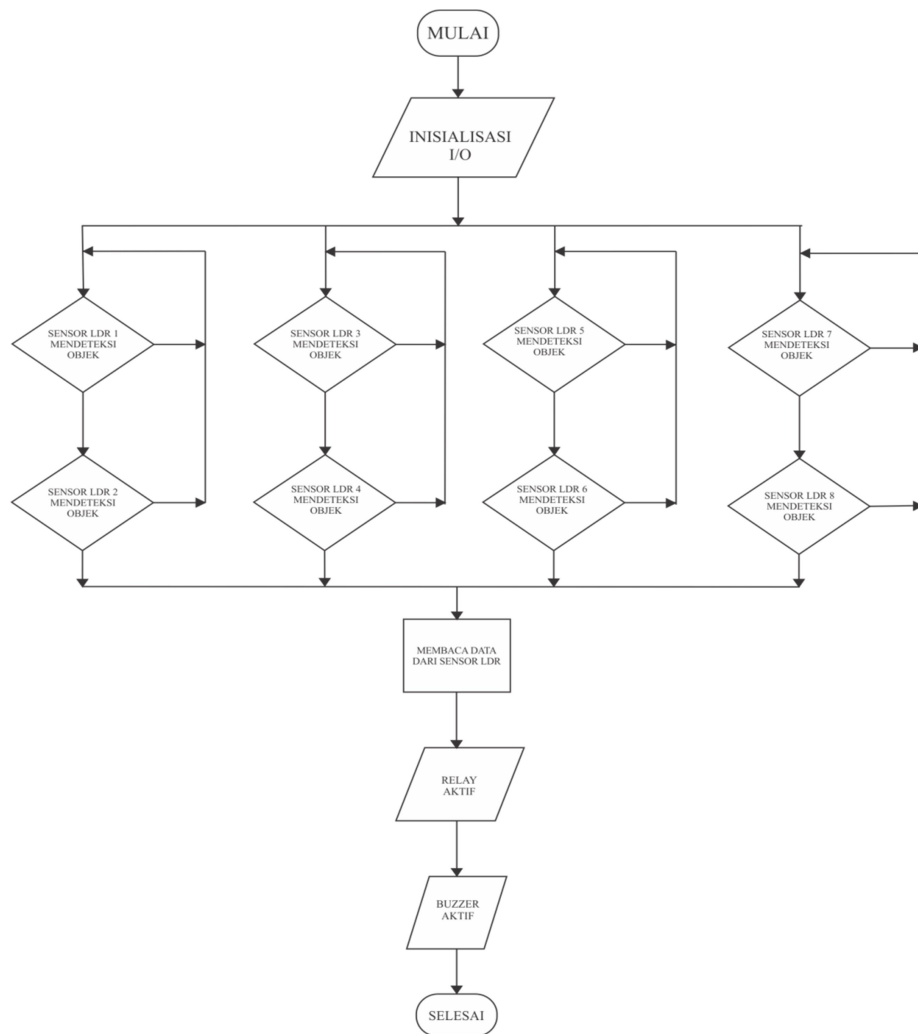 MULAI
INISIALISASI
I/O
SENSOR LDR 1
MENDETEKSI
OBJEK
SENSOR LDR 3
MENDETEKSI
OBJEK
SENSOR LDR 5
MENDETEKSI
OBJEK
SENSOR LDR 7
MENDETEKSI
OBJEK
SENSOR LDR 2
MENDETEKSI
OBJEK
SENSOR LDR 4
MENDETEKSI
OBJEK
SENSOR LDR 6
MENDETEKSI
OBJEK
SENSOR LDR 8
MENDETEKSI
OBJEK
MEMBACA DATA
DARI SENSOR LDR
RELAY
AKTIF
BUZZER
AKTIF
SELESAI